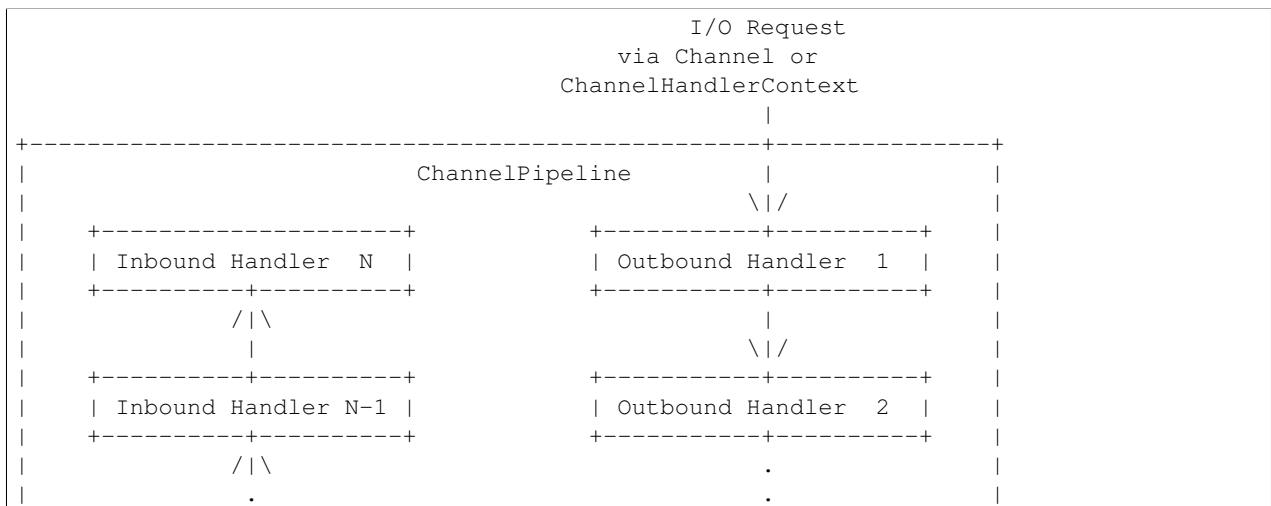 I/O Request
                                          via Channel or
                                      ChannelHandlerContext
                                                    |
+---------------------------------------------------+---------------+
|                           ChannelPipeline         |               |
|                                                  \|/              |
|    +---------------------+            +-----------+----------+    |
|    | Inbound Handler  N  |            | Outbound Handler  1  |    |
|    +----------+----------+            +-----------+----------+    |
|              /|\                                  |               |
|               |                                  \|/              |
|    +----------+----------+            +-----------+----------+    |
|    | Inbound Handler N-1 |            | Outbound Handler  2  |    |
|    +----------+----------+            +-----------+----------+    |
|              /|\                                  .               |
|               .                                   .               |